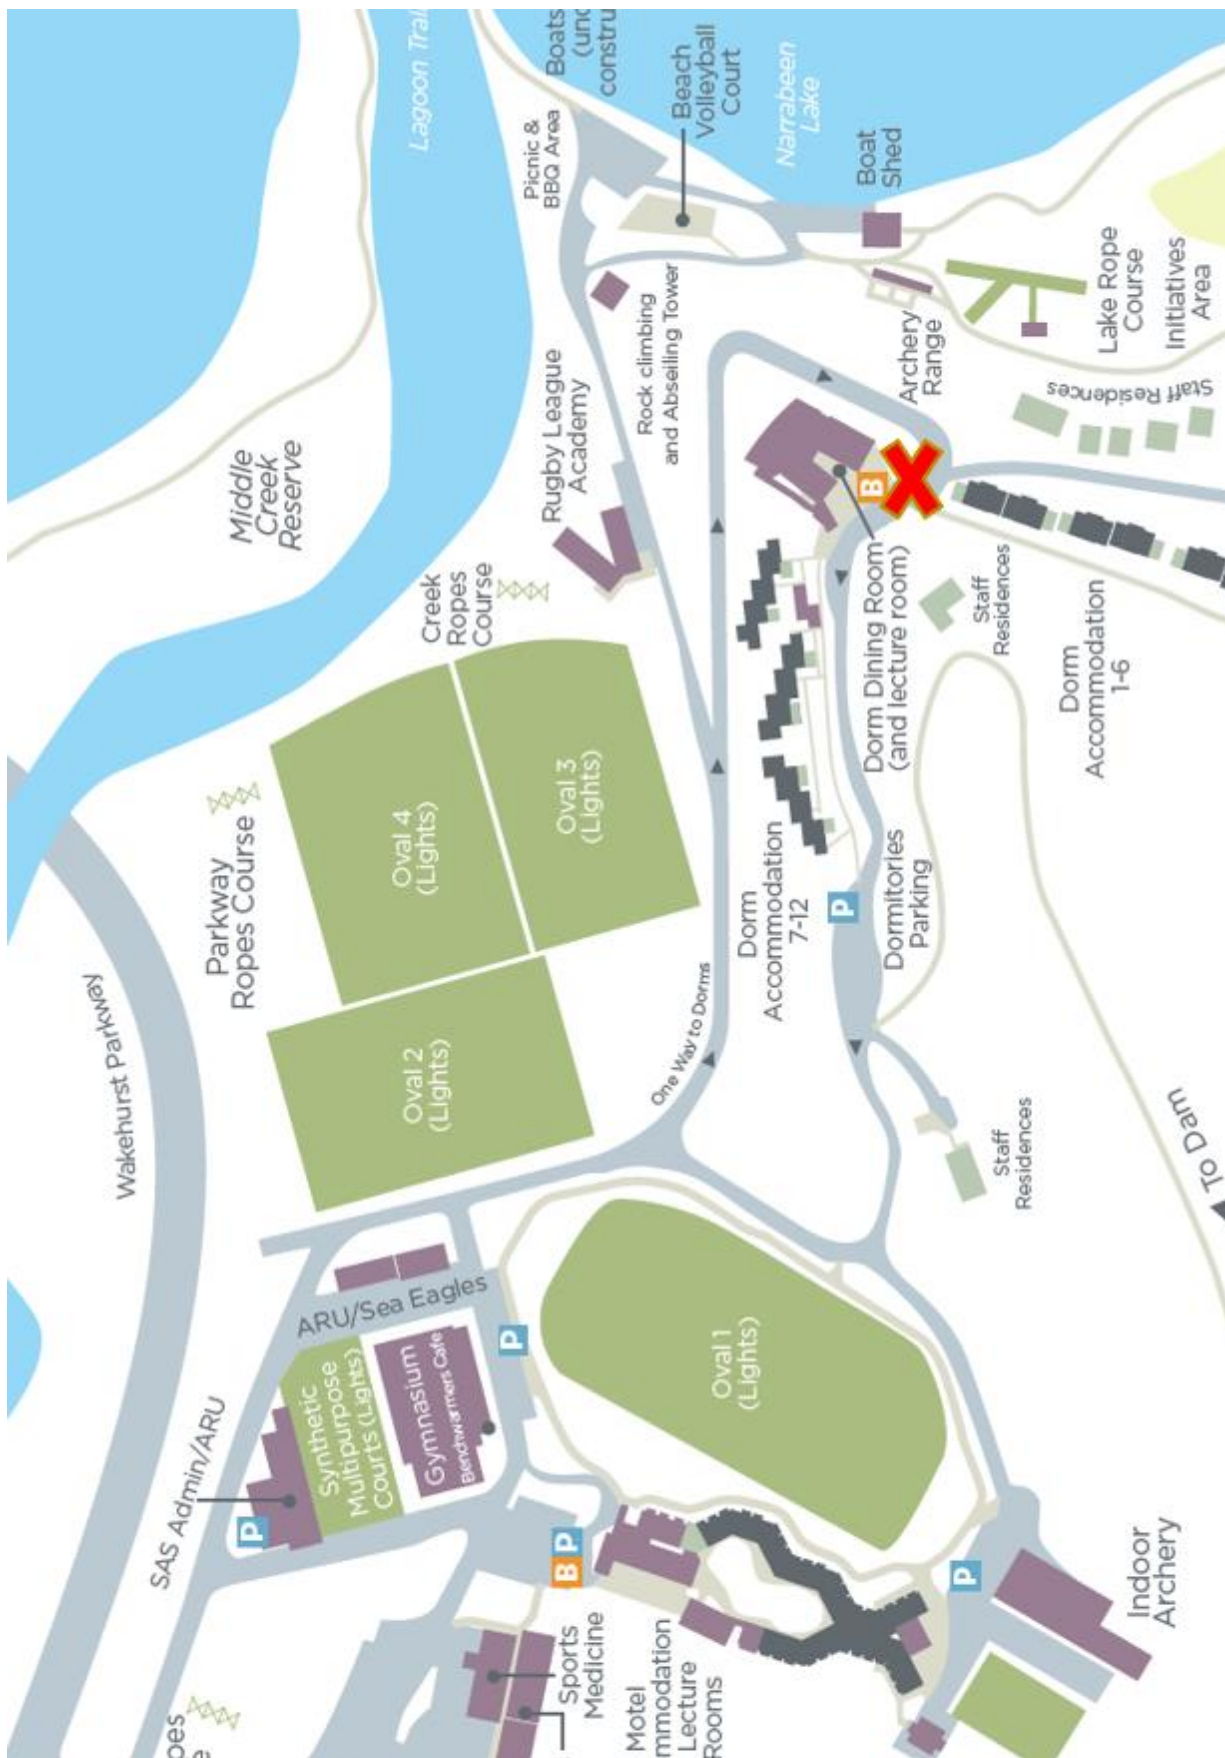 Lagoon Trai
Boats
(und
constru
Beach
Volleyball
Court
Narrabeen
Lake
Picnic &
BBQ Area
Boat
Shed
Lake Rope
Course
Initiatives
Area
Rock climbing
and Abseiling Tower
Archery
Range
Staff Residences
Rugby League
Academy
Middle
Creek
Reserve
Creek
Ropes
Course
B
Dorm Dining Room
(and lecture room)
Staff
Residences
Dorm
Accommodation
1-6
Oval 4
(Lights)
Oval 3
(Lights)
Parkway
Ropes Course
Dorm
Accommodation
7-12
P
Dormitories
Parking
Wakehurst Parkway
Oval 2
(Lights)
One Way to Dorms
Staff
Residences
To Dam
ARU/Sea Eagles
Synthetic
Multipurpose
Courts (Lights)
Gymnasium
Benchwarmers Cafe
P
Oval 1
(Lights)
SAS Admin/ARU
P
B P
P
Indoor
Archery
Sports
Medicine
Motel
mmodation
Lecture
Rooms
opes
e